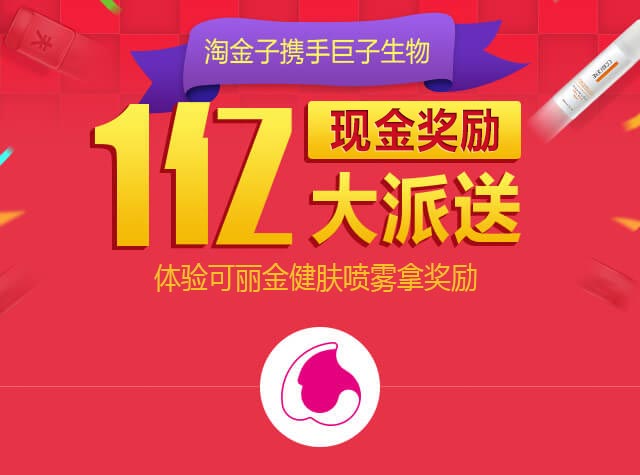 淘金子携手巨子生物
1亿
现金奖励
大派送
体验可丽金健肤喷雾拿奖励